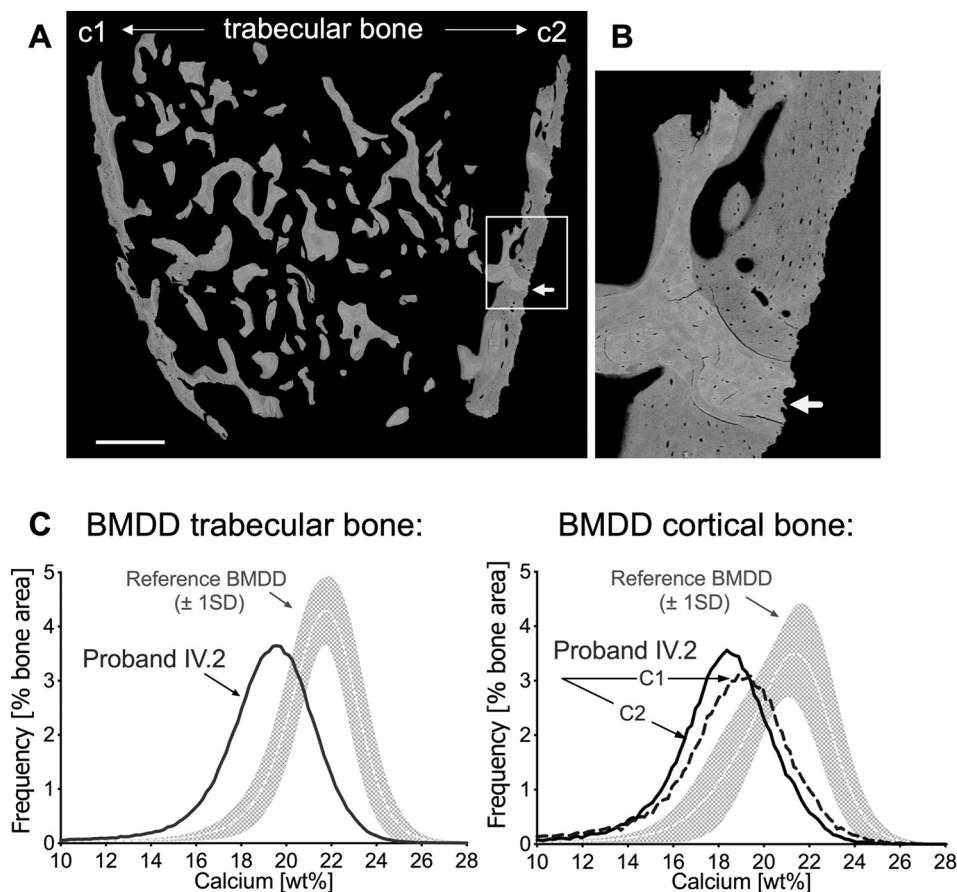 A
c1
trabecular bone
c2
B
C
BMDD trabecular bone:
Frequency [% bone area]
5
4
3
2
1
0
Reference BMDD
(± 1SD)
Proband IV.2
10 12 14 16 18 20 22 24 26 28
Calcium [wt%]
BMDD cortical bone:
Frequency [% bone area]
5
4
3
2
1
0
Reference BMDD
(± 1SD)
Proband IV.2
C1
C2
10 12 14 16 18 20 22 24 26 28
Calcium [wt%]